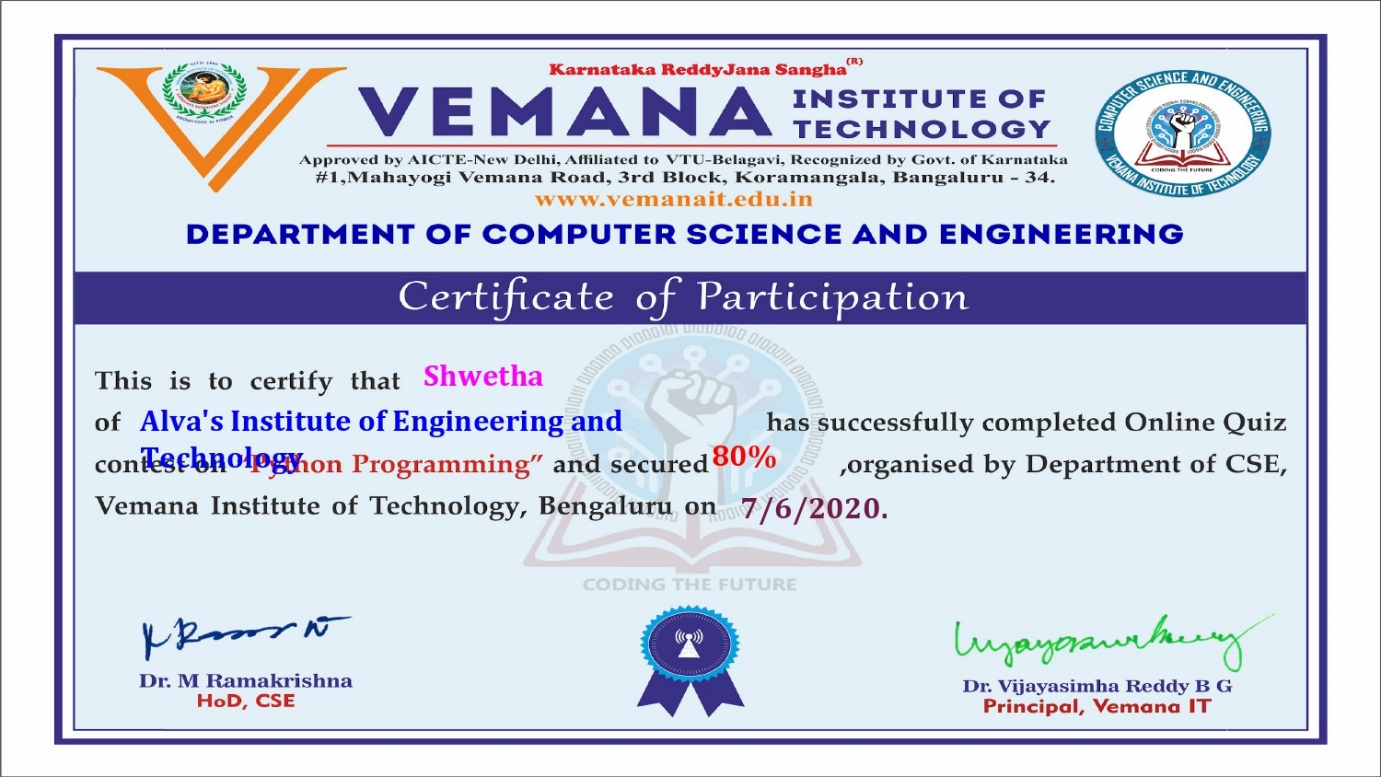 Karnataka ReddyJana Sangha(R)
VEMANA INSTITUTE OF TECHNOLOGY
Approved by AICTE-New Delhi, Affiliated to VTU-Belagavi, Recognized by Govt. of Karnataka
#1,Mahayogi Vemana Road, 3rd Block, Koramangala, Bangaluru - 34.
www.vemanait.edu.in
COMPUTER SCIENCE AND ENGINEERING
CODING THE FUTURE
VEMANA INSTITUTE OF TECHNOLOGY
DEPARTMENT OF COMPUTER SCIENCE AND ENGINEERING
Certificate of Participation
This is to certify that Shwetha
of Alva's Institute of Engineering and has successfully completed Online Quiz
Technology
contest on "Python Programming" and secured 80% ,organised by Department of CSE,
Vemana Institute of Technology, Bengaluru on 7/6/2020.
CODING THE FUTURE
Dr. M Ramakrishna
HoD, CSE
Dr. Vijayasimha Reddy B G
Principal, Vemana IT